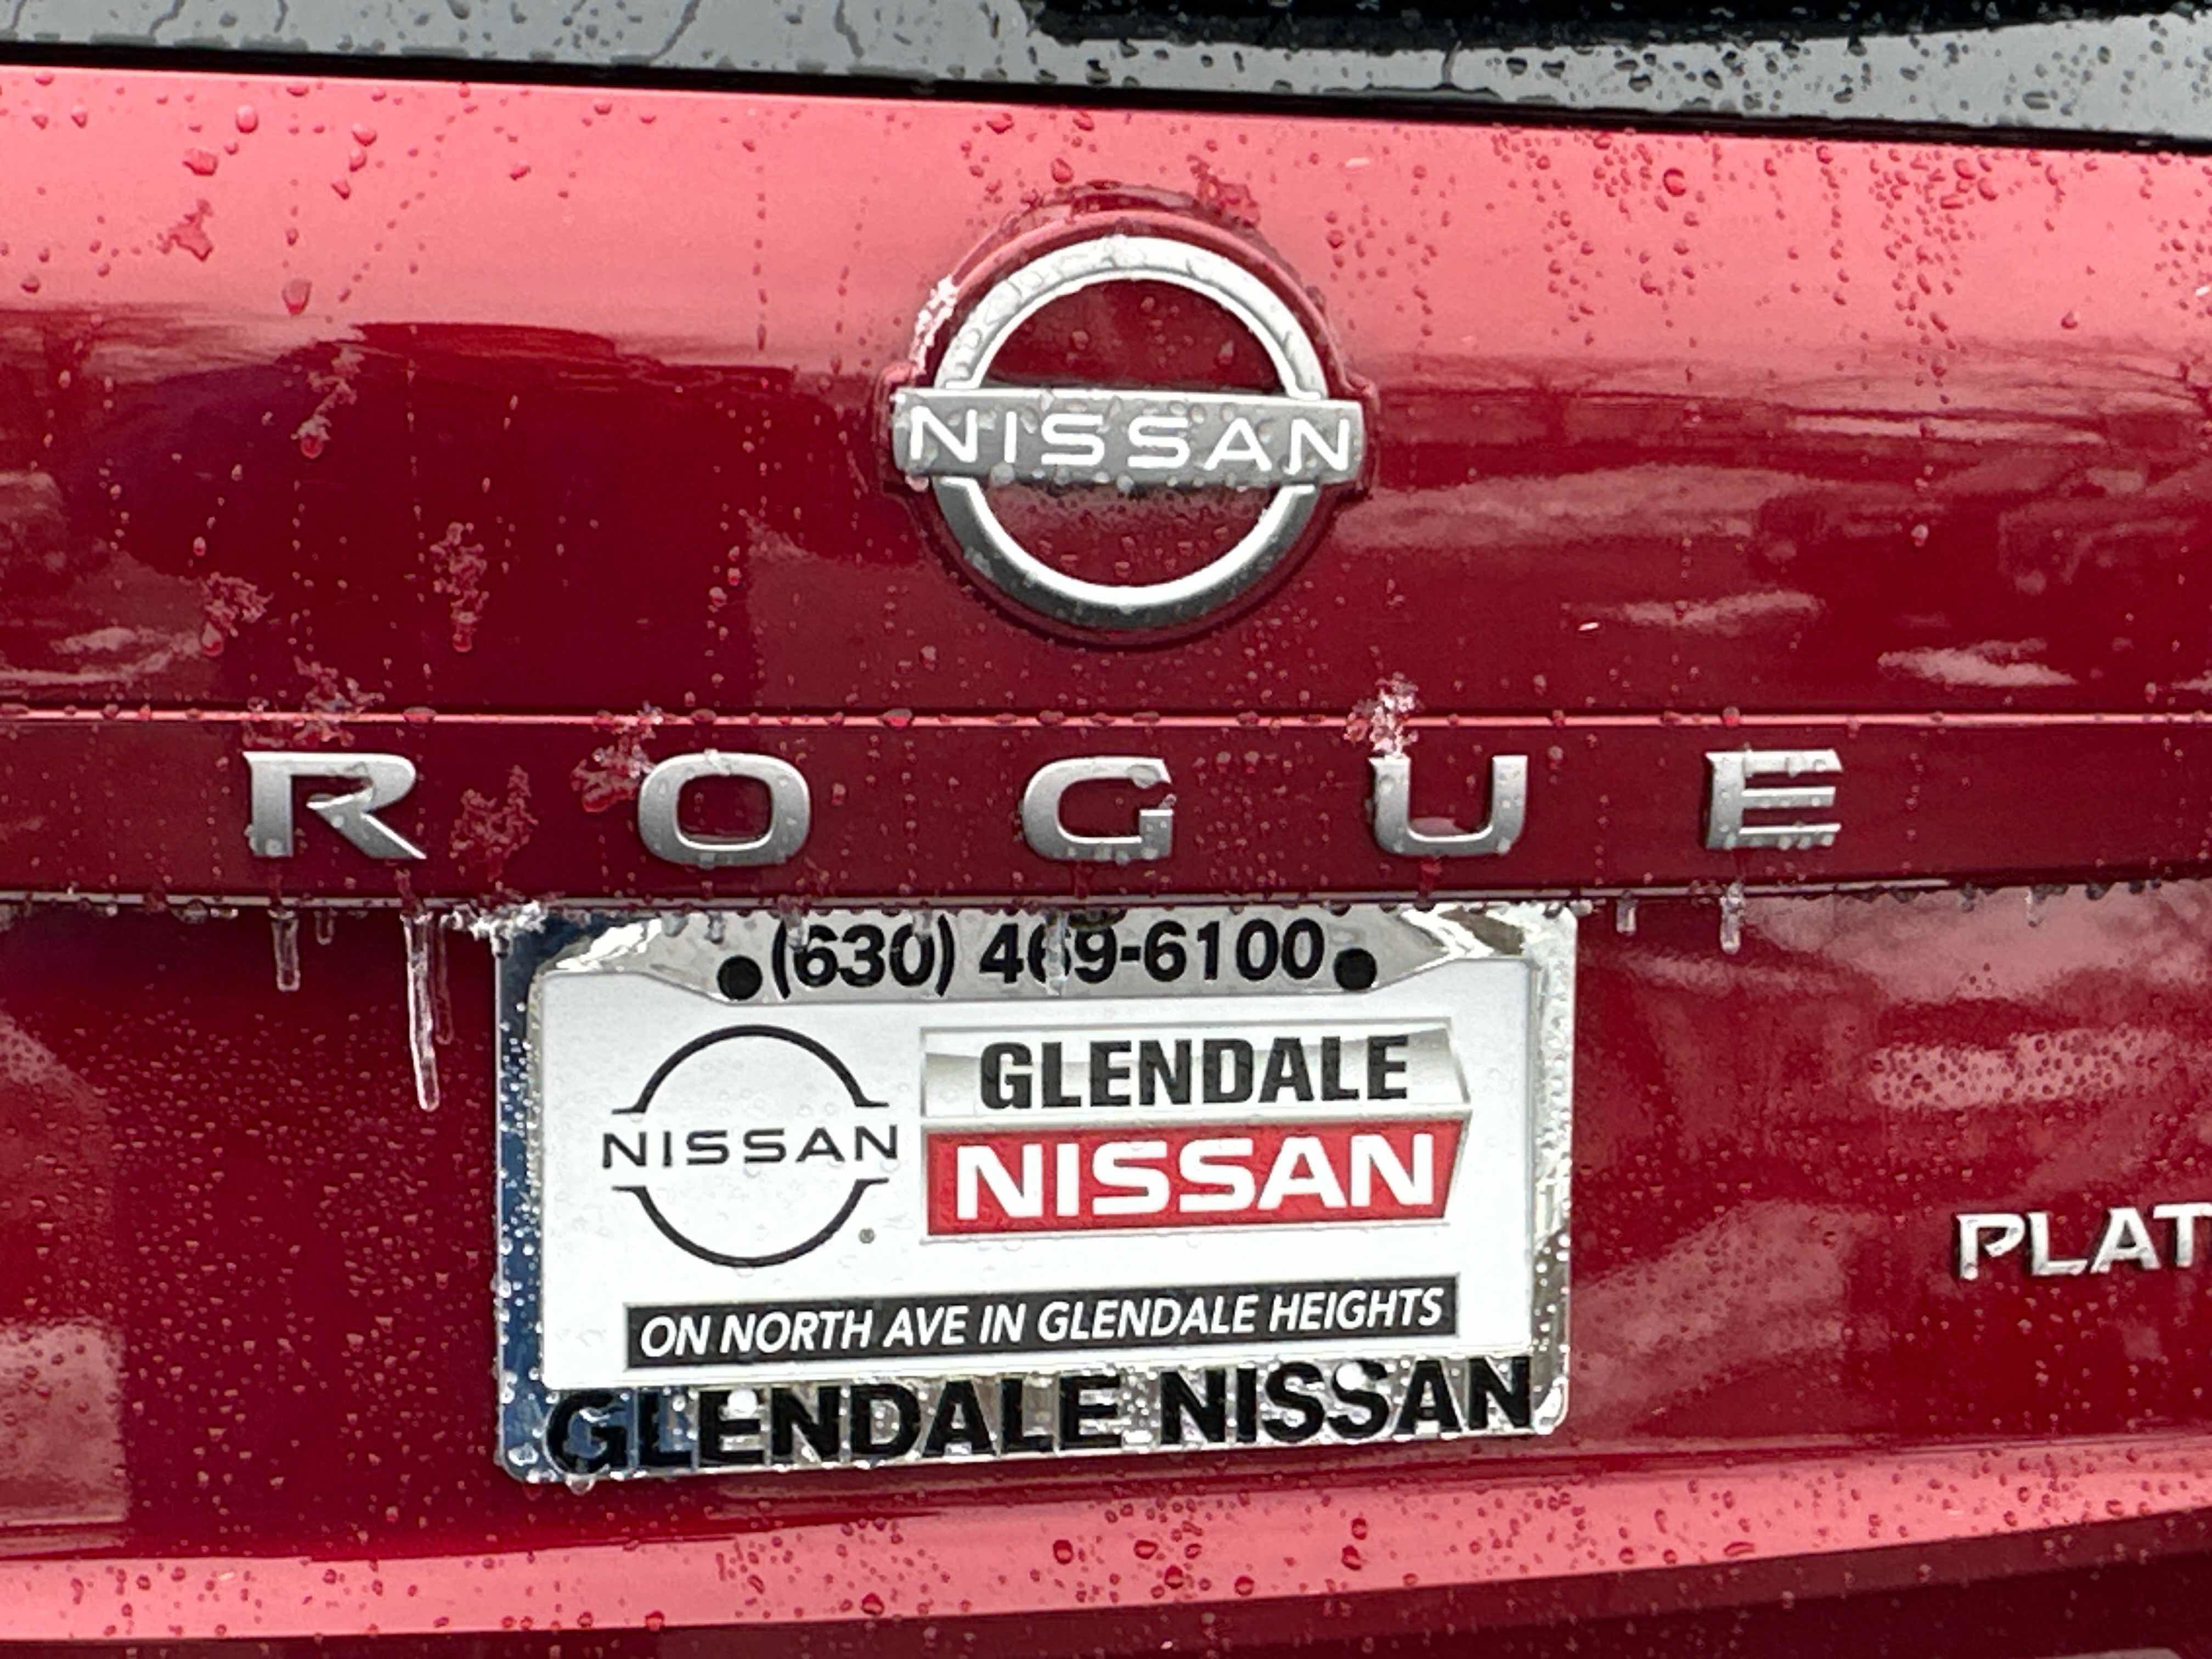 NISSAN
ROGUE
(630) 469-6100
NISSAN
GLENDALE
NISSAN
ON NORTH AVE IN GLENDALE HEIGHTS
GLENDALE NISSAN
PLAT